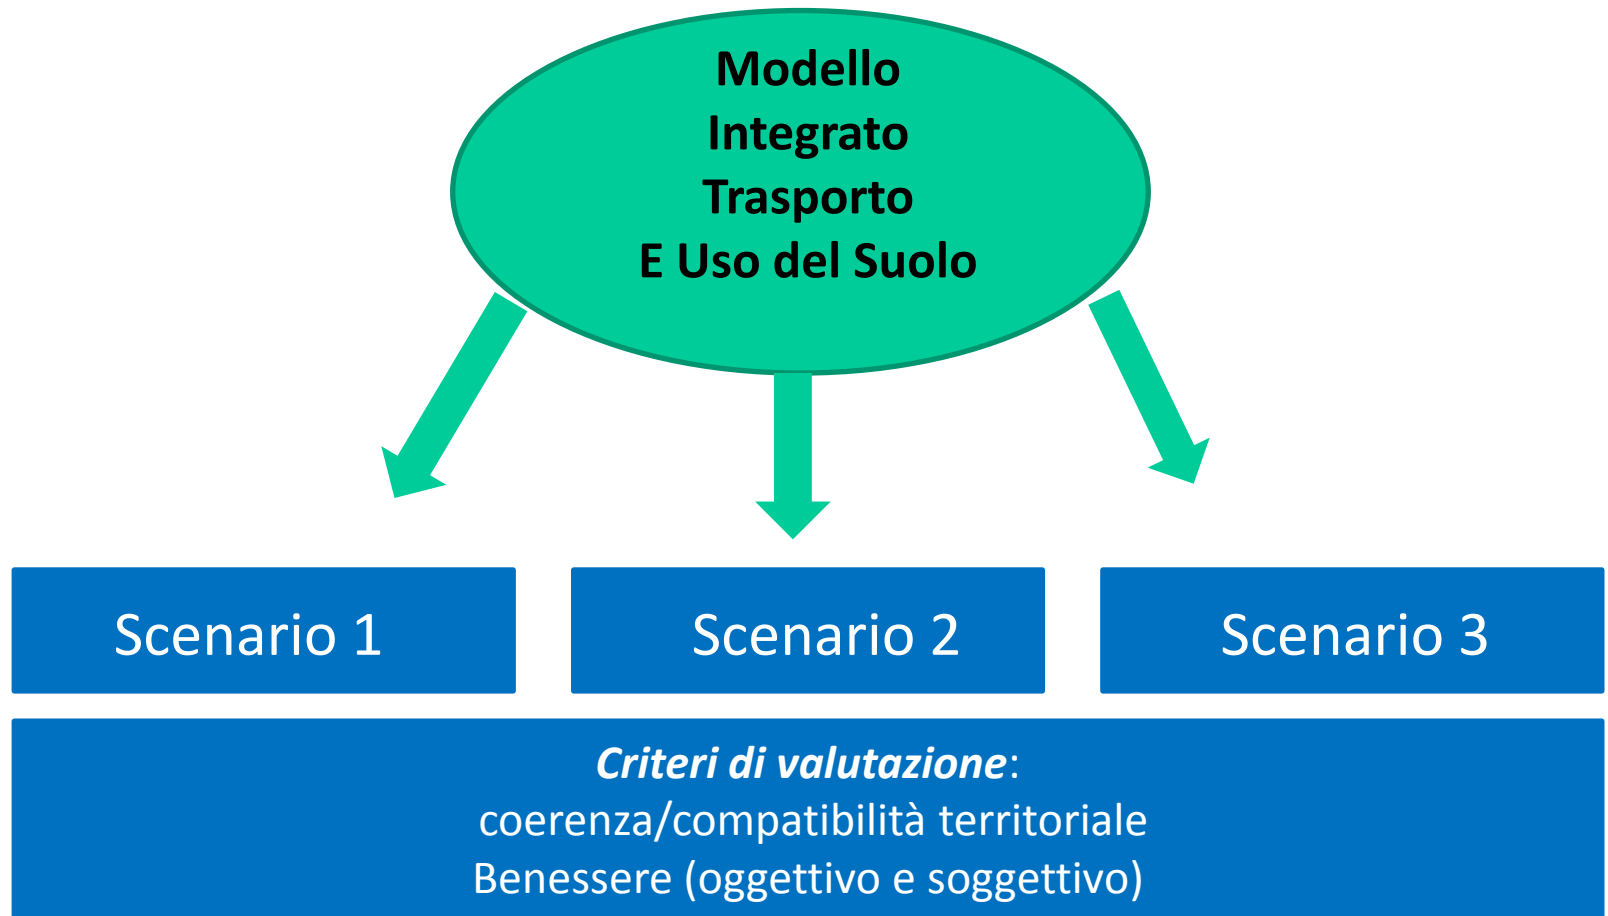 Modello
Integrato
Trasporto
E Uso del Suolo
Scenario 1
Scenario 2
Scenario 3
Criteri di valutazione:
coerenza/compatibilità territoriale
Benessere (oggettivo e soggettivo)